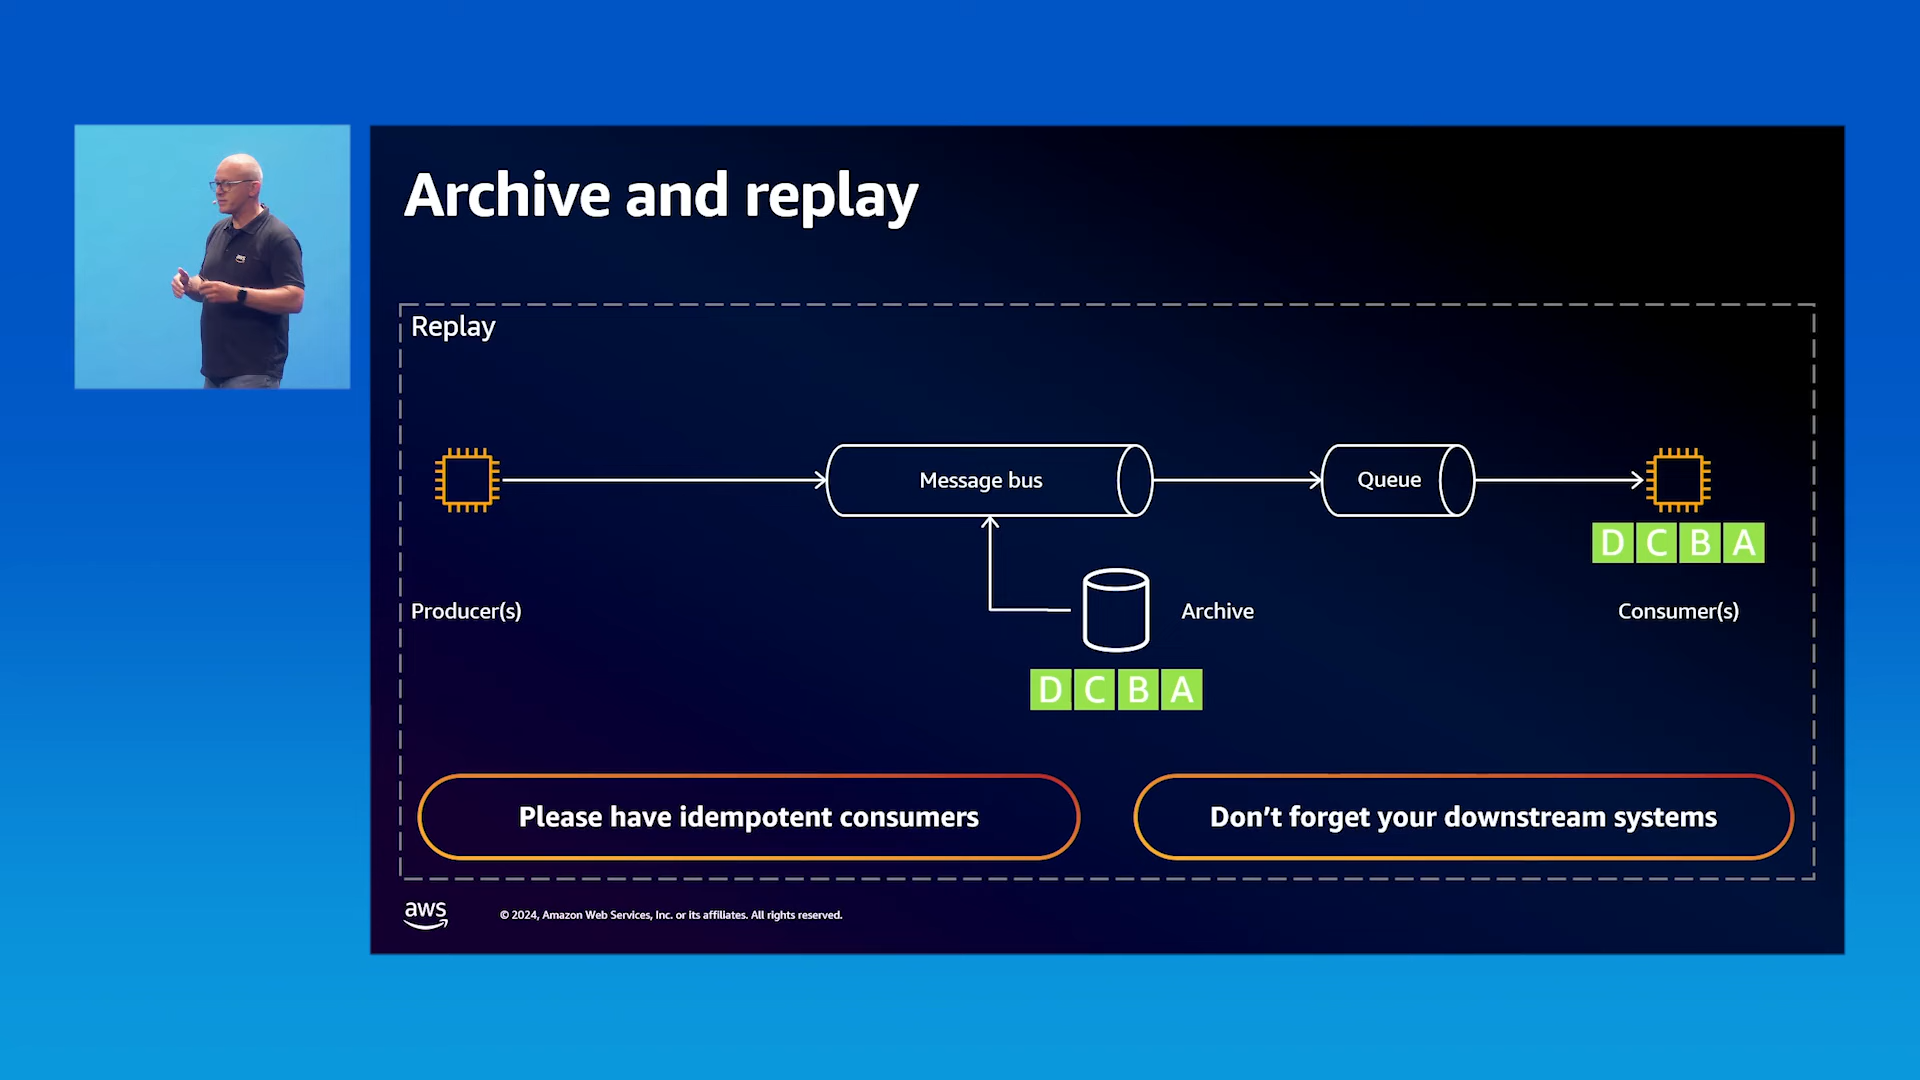 Archive and replay
Replay
Message bus
Queue
D C B A
Producer(s)
Archive
Consumer(s)
D C B A
Please have idempotent consumers
Don’t forget your downstream systems
aws
© 2024, Amazon Web Services, Inc. or its affiliates. All rights reserved.
aws